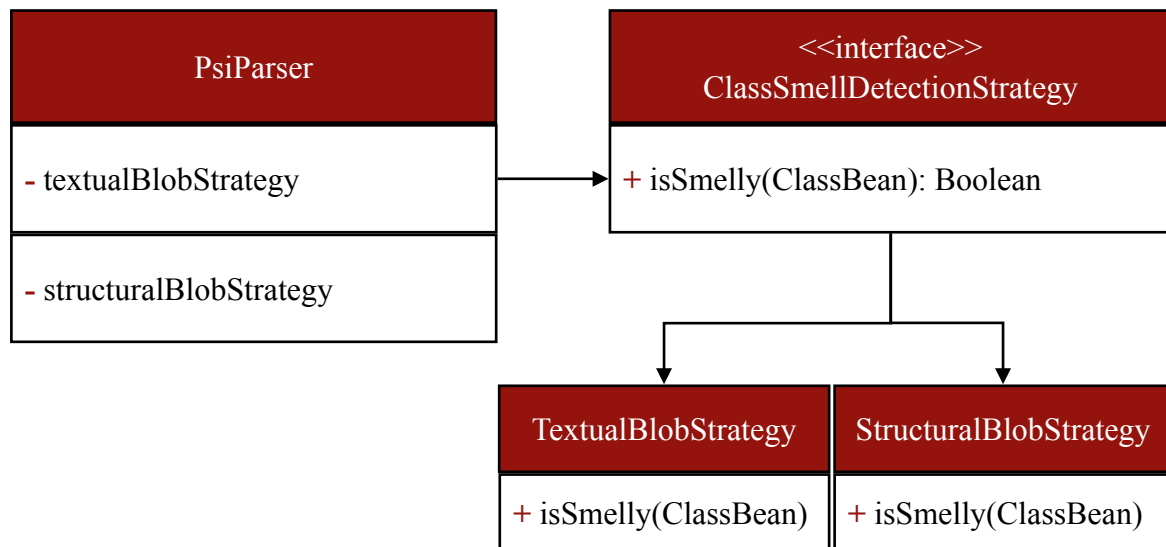 PsiParser
- textualBlobStrategy
- structuralBlobStrategy
<<interface>>
ClassSmellDetectionStrategy
+ isSmelly(ClassBean): Boolean
TextualBlobStrategy
+ isSmelly(ClassBean)
StructuralBlobStrategy
+ isSmelly(ClassBean)